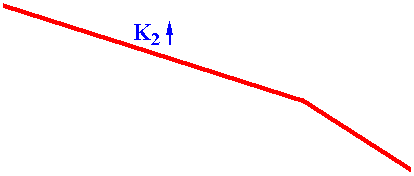 K₂ ↑